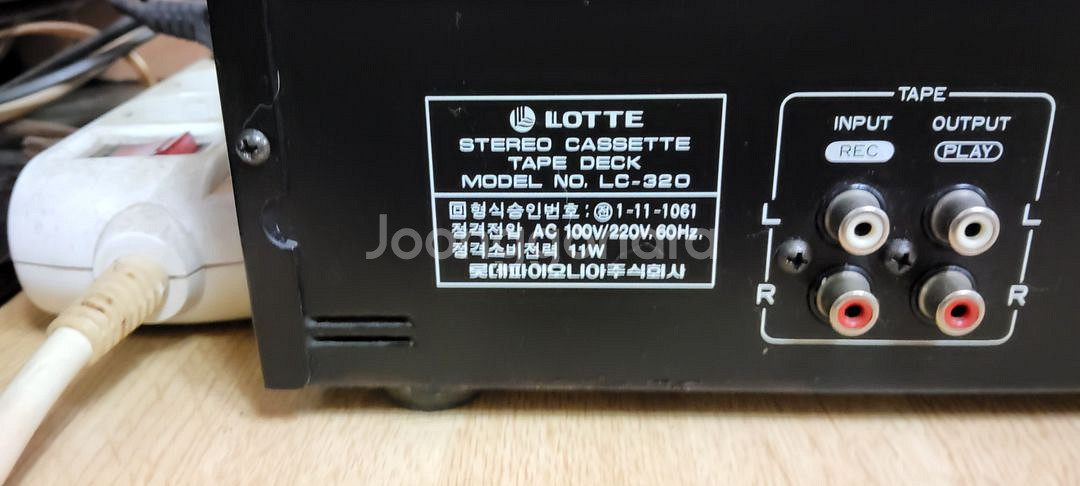 LOTTE
STEREO CASSETTE
TAPE DECK
MODEL NO. LC-320
형식승인번호 : 전 1-11-1061
정격전압 AC 100V/220V. 60Hz.
정격소비전력 11W
롯데파이오니아주식회사
TAPE
INPUT OUTPUT
REC PLAY
L L
R R
Joonggonara